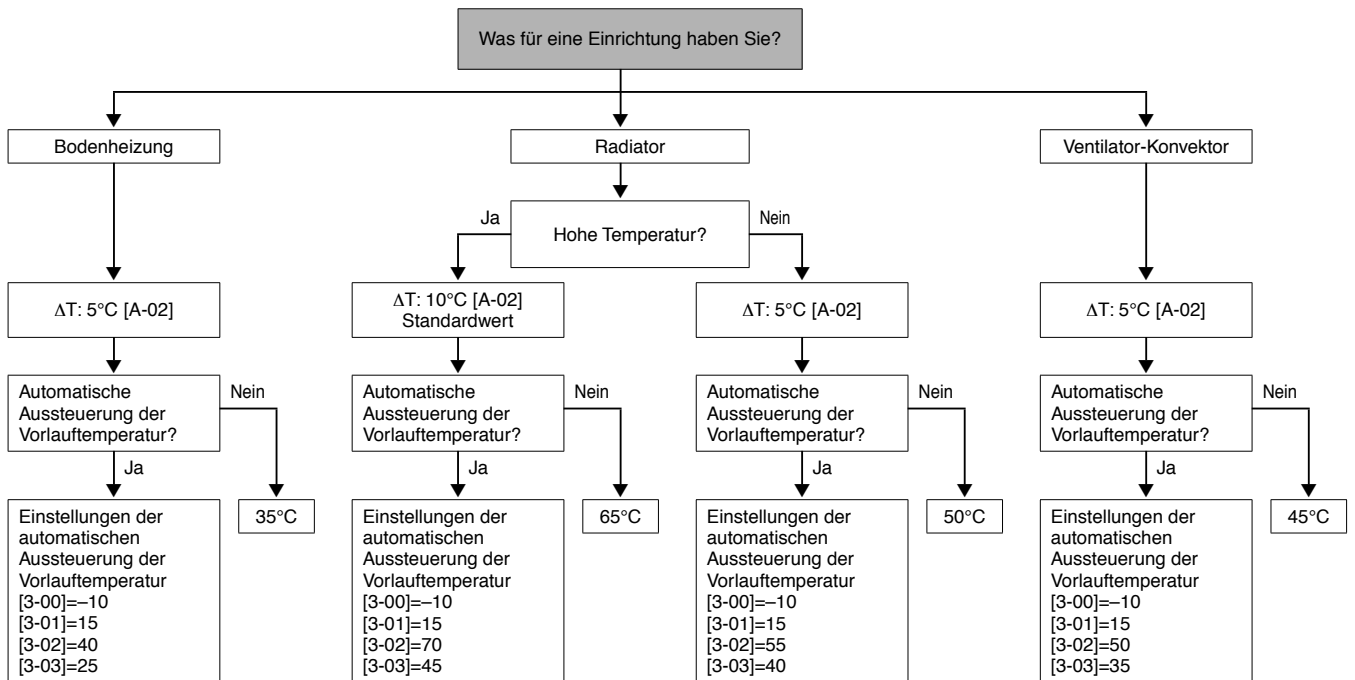 Was für eine Einrichtung haben Sie?
Bodenheizung
Radiator
Ventilator-Konvektor
Ja
Hohe Temperatur?
Nein
ΔT: 5°C [A-02]
ΔT: 10°C [A-02]
Standardwert
ΔT: 5°C [A-02]
ΔT: 5°C [A-02]
Automatische
Aussteuerung der
Vorlauftemperatur?
Nein
Ja
Automatische
Aussteuerung der
Vorlauftemperatur?
Nein
Ja
Automatische
Aussteuerung der
Vorlauftemperatur?
Nein
Ja
Automatische
Aussteuerung der
Vorlauftemperatur?
Nein
Ja
Einstellungen der
automatischen
Aussteuerung der
Vorlauftemperatur
[3-00]=–10
[3-01]=15
[3-02]=40
[3-03]=25
35°C
Einstellungen der
automatischen
Aussteuerung der
Vorlauftemperatur
[3-00]=–10
[3-01]=15
[3-02]=70
[3-03]=45
65°C
Einstellungen der
automatischen
Aussteuerung der
Vorlauftemperatur
[3-00]=–10
[3-01]=15
[3-02]=55
[3-03]=40
50°C
Einstellungen der
automatischen
Aussteuerung der
Vorlauftemperatur
[3-00]=–10
[3-01]=15
[3-02]=50
[3-03]=35
45°C